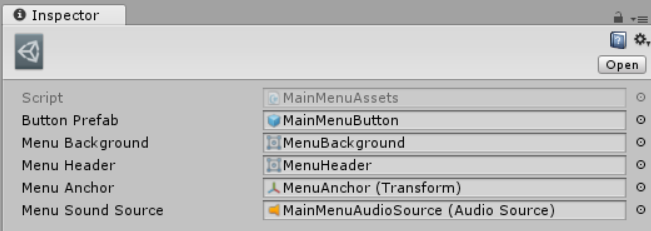 Inspector
Open
Script MainMenuAssets
Button Prefab MainMenuButton
Menu Background MenuBackground
Menu Header MenuHeader
Menu Anchor MenuAnchor (Transform)
Menu Sound Source MainMenuAudioSource (Audio Source)